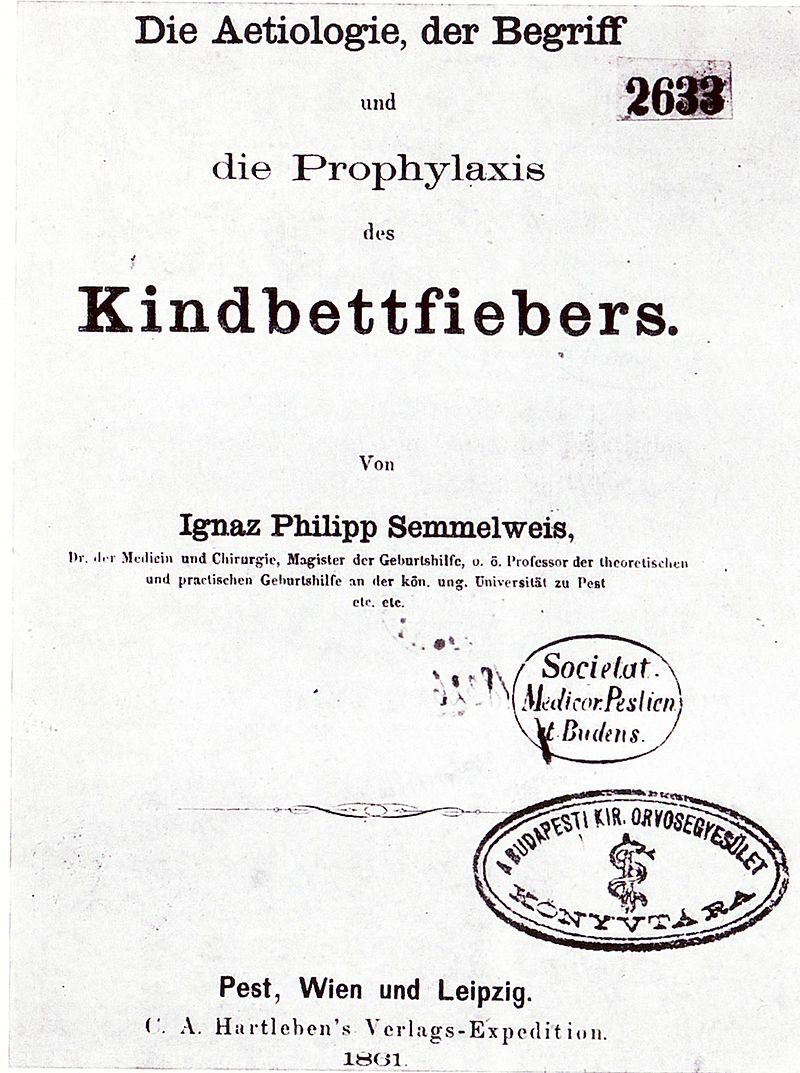 Die Aetiologie, der Begriff
2633
und
die Prophylaxis
des
Kindbettfiebers.
Von
Ignaz Philipp Semmelweis,
Dr. der Medicin und Chirurgie, Magister der Geburtshilfe, o. ö. Professor der theoretischen
und practischen Geburtshilfe an der kön. ung. Universität zu Pest
etc. etc.
Societat.
Medicor. Pestien
et Budens.
A BUDAPESTI KIR. ORVOSEGYESÜLET
KÖNYVTÁRA
Pest, Wien und Leipzig.
C. A. Hartleben's Verlags-Expedition.
1861.